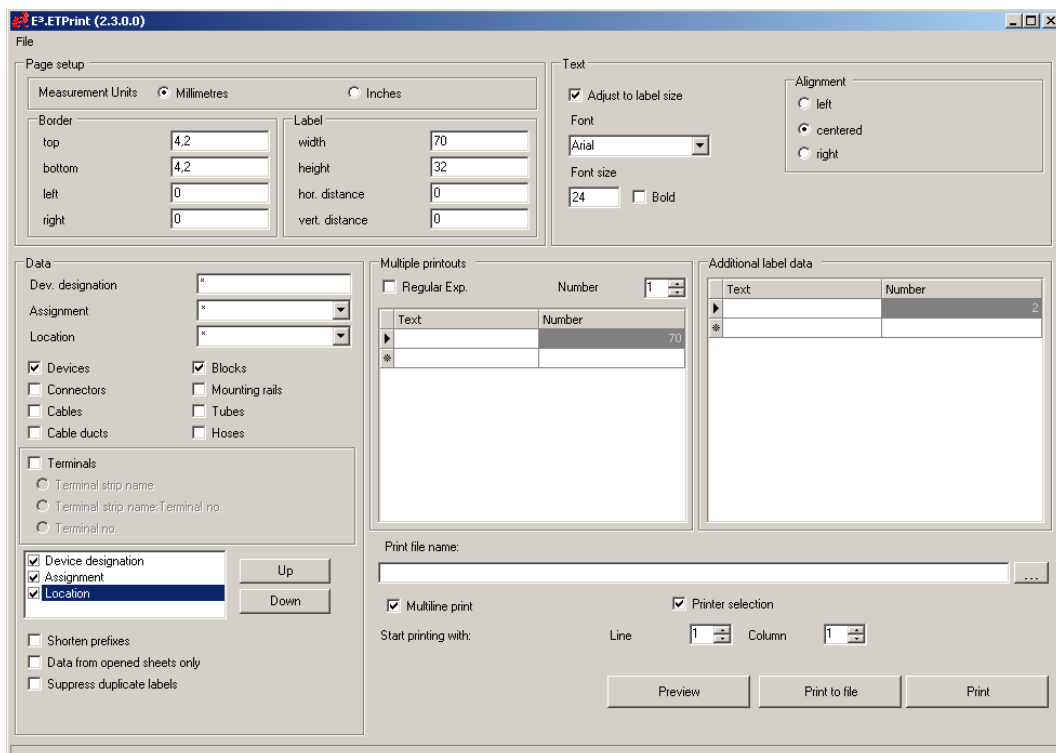 E³.ETPrint (2.3.0.0)
File
Page setup
Measurement Units Millimetres Inches
Border
top 4,2
bottom 4,2
left 0
right 0
Label
width 70
height 32
hor. distance 0
vert. distance 0
Text
Adjust to label size
Font
Arial
Font size
24 Bold
Alignment
left
centered
right
Data
Dev. designation *
Assignment *
Location *
Devices Blocks
Connectors Mounting rails
Cables Tubes
Cable ducts Hoses
Terminals
Terminal strip name
Terminal strip name:Terminal no.
Terminal no.
Device designation
Assignment
Location
Up
Down
Shorten prefixes
Data from opened sheets only
Suppress duplicate labels
Multiple printouts
Regular Exp. Number 1
Text Number
70
Additional label data
Text Number
2
Print file name:
...
Multiline print Printer selection
Start printing with: Line 1 Column 1
Preview Print to file Print